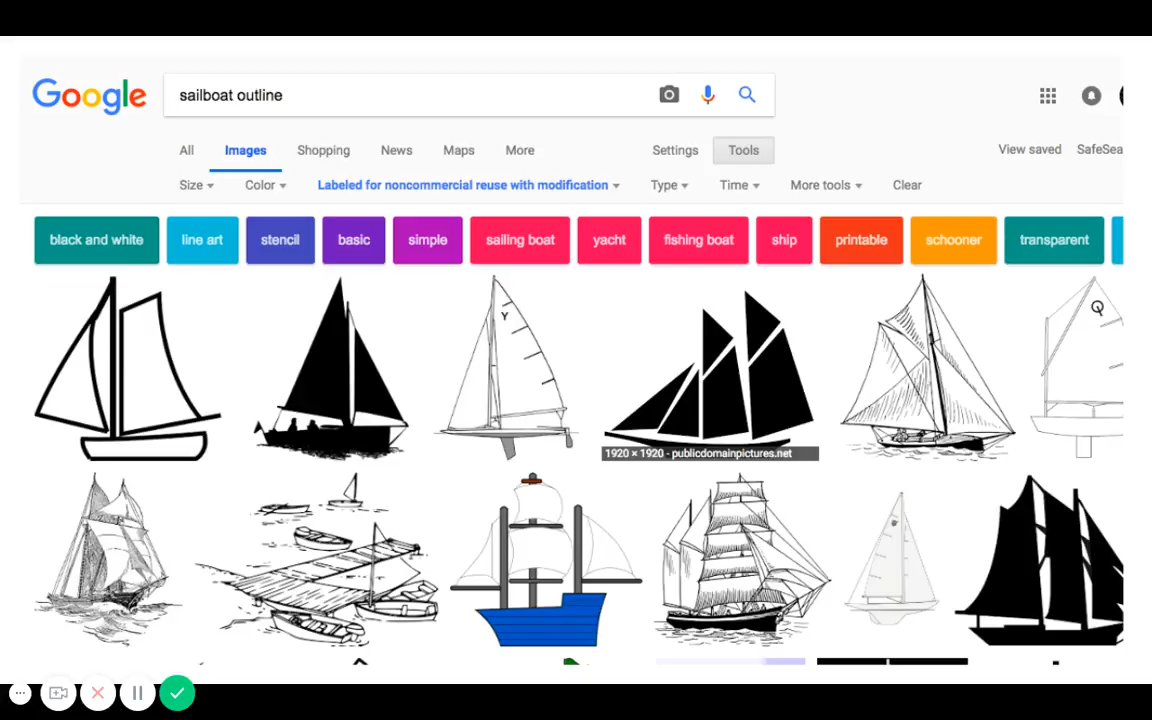 Google sailboat outline
All Images Shopping News Maps More Settings Tools View saved SafeSea
Size Color Labeled for noncommercial reuse with modification Type Time More tools Clear
black and white line art stencil basic simple sailing boat yacht fishing boat ship printable schooner transparent
Y
1920 × 1920 - publicdomainpictures.net